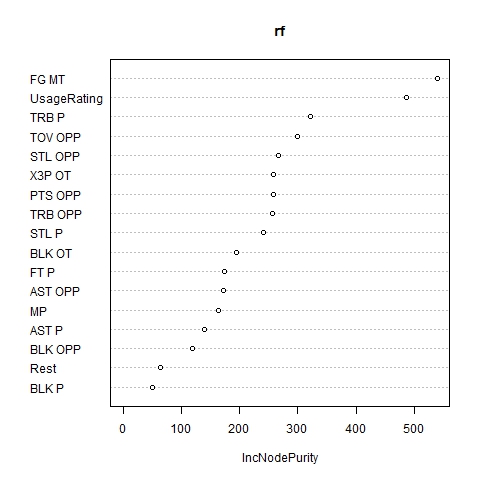 rf
FG MT
UsageRating
TRB P
TOV OPP
STL OPP
X3P OT
PTS OPP
TRB OPP
STL P
BLK OT
FT P
AST OPP
MP
AST P
BLK OPP
Rest
BLK P
0 100 200 300 400 500
IncNodePurity